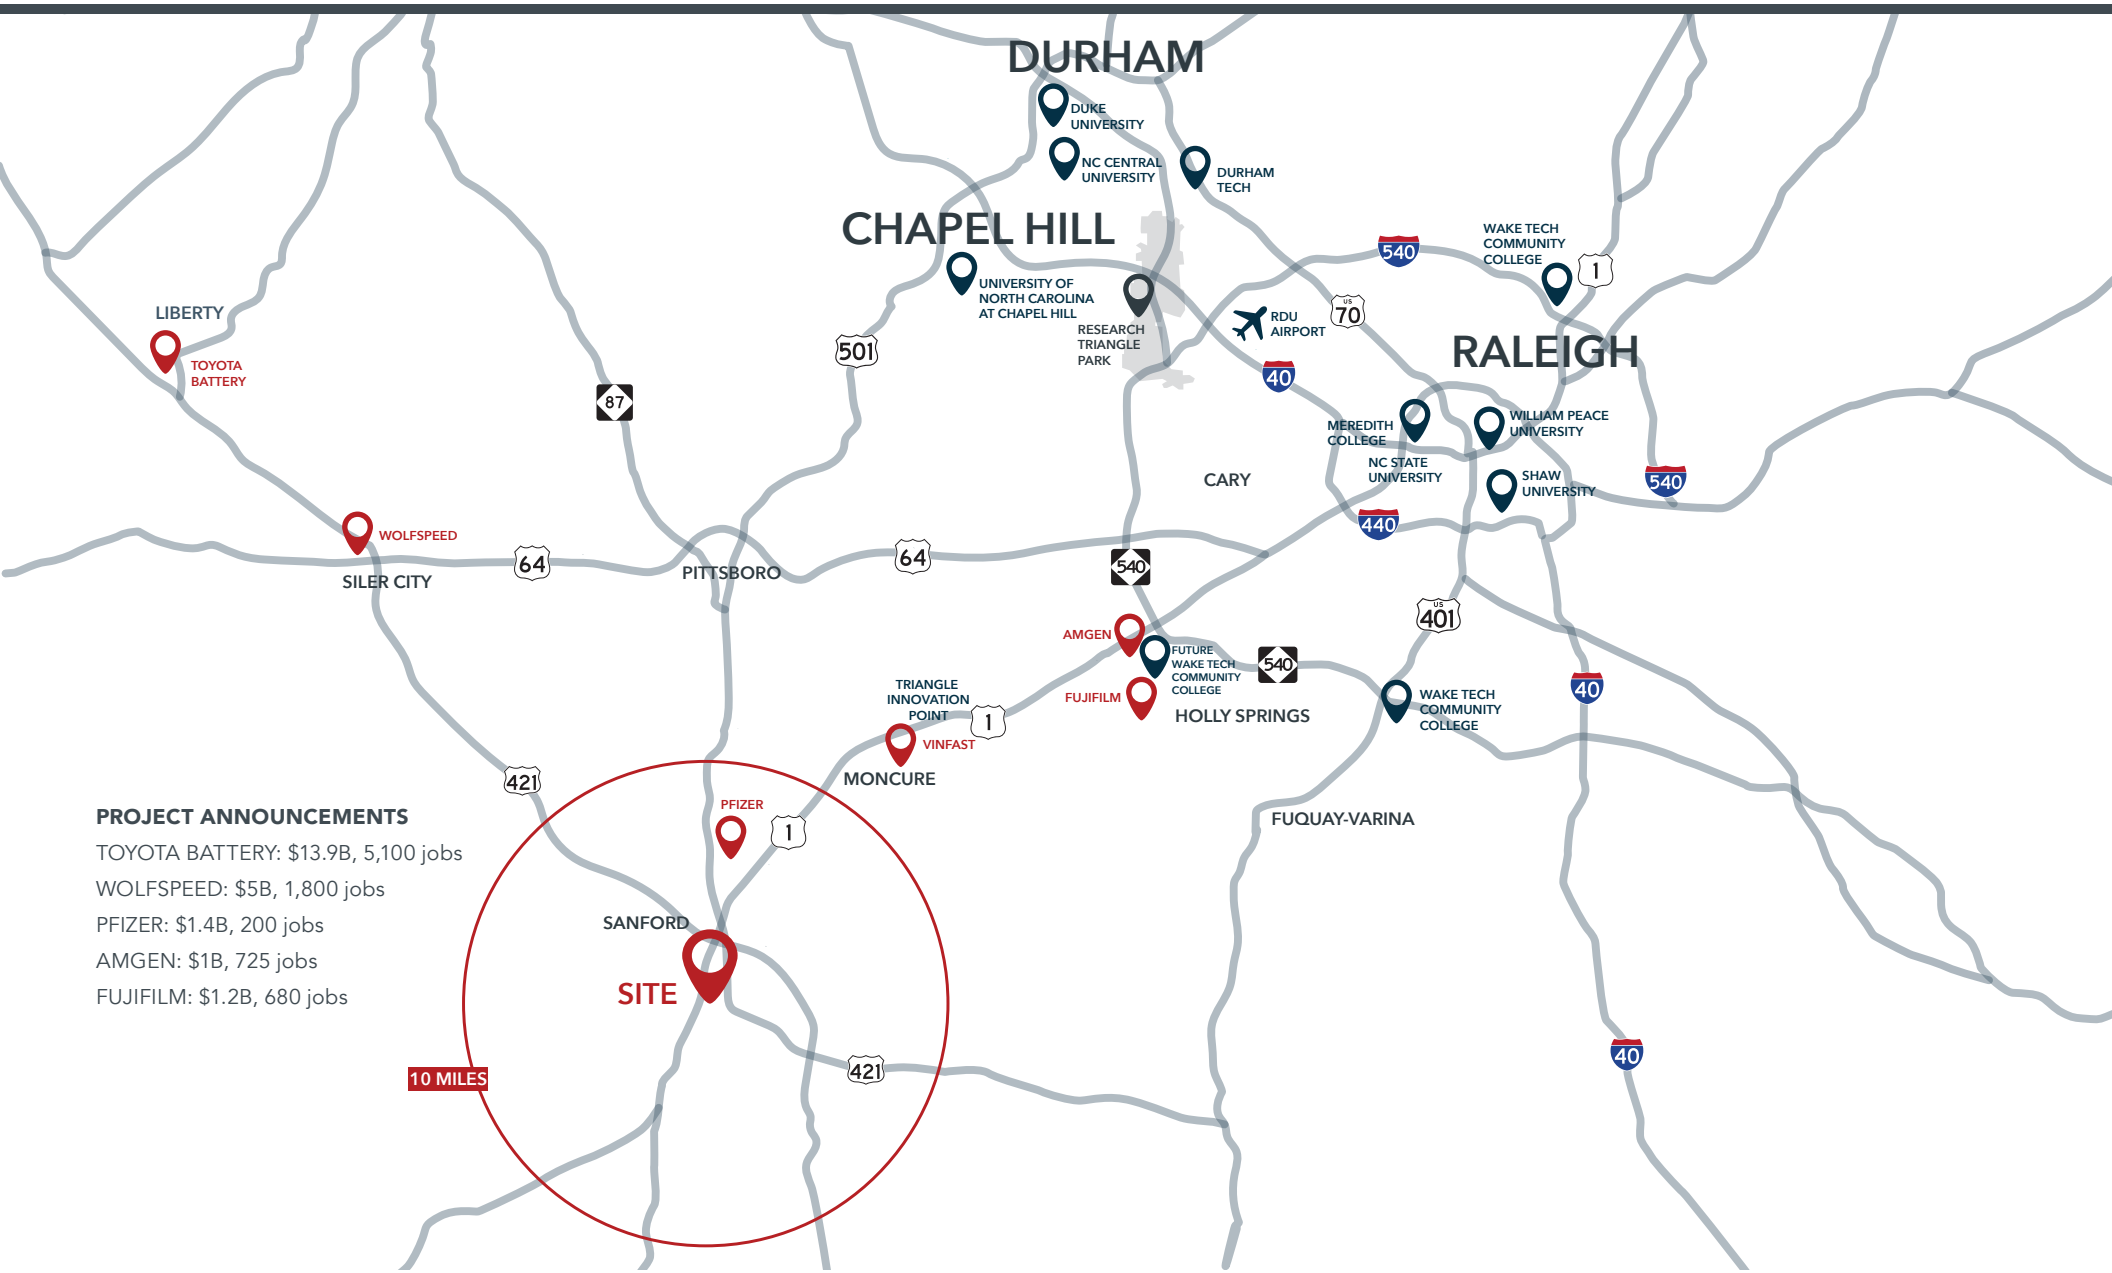 DURHAM
DUKE
UNIVERSITY
NC CENTRAL
UNIVERSITY
DURHAM
TECH
CHAPEL HILL
UNIVERSITY OF
NORTH CAROLINA
AT CHAPEL HILL
RESEARCH
TRIANGLE
PARK
RDU
AIRPORT
540
WAKE TECH
COMMUNITY
COLLEGE
1
US
70
RALEIGH
40
501
LIBERTY
TOYOTA
BATTERY
87
MEREDITH
COLLEGE
WILLIAM PEACE
UNIVERSITY
NC STATE
UNIVERSITY
SHAW
UNIVERSITY
540
CARY
440
WOLFSPEED
SILER CITY
64
PITTSBORO
64
540
US
401
AMGEN
FUTURE
WAKE TECH
COMMUNITY
COLLEGE
540
FUJIFILM
HOLLY SPRINGS
WAKE TECH
COMMUNITY
COLLEGE
40
TRIANGLE
INNOVATION
POINT
1
VINFAST
MONCURE
421
PFIZER
1
FUQUAY-VARINA
PROJECT ANNOUNCEMENTS
TOYOTA BATTERY: $13.9B, 5,100 jobs
WOLFSPEED: $5B, 1,800 jobs
PFIZER: $1.4B, 200 jobs
AMGEN: $1B, 725 jobs
FUJIFILM: $1.2B, 680 jobs
SANFORD
SITE
10 MILES
421
40